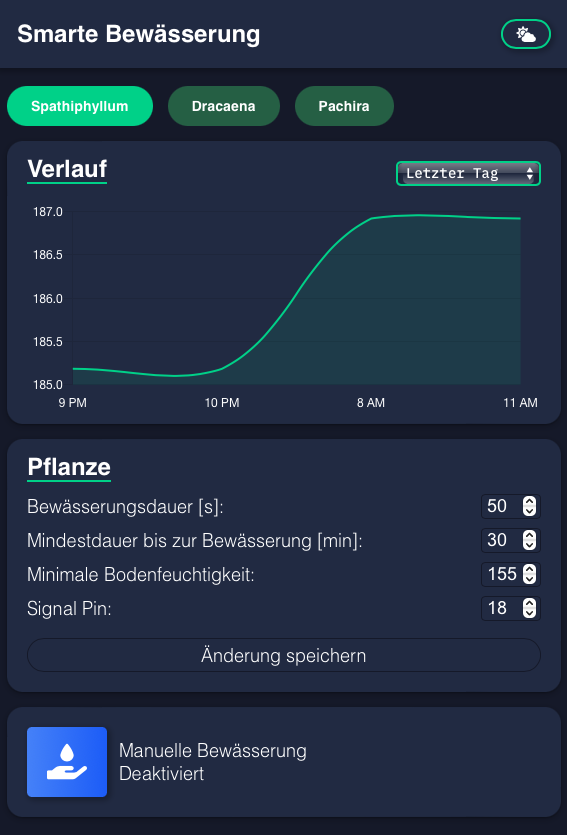 Smarte Bewässerung
Spathiphyllum Dracaena Pachira
Verlauf Letzter Tag
187.0
186.5
186.0
185.5
185.0
9 PM 10 PM 8 AM 11 AM
Pflanze
Bewässerungsdauer [s]: 50
Mindestdauer bis zur Bewässerung [min]: 30
Minimale Bodenfeuchtigkeit: 155
Signal Pin: 18
Änderung speichern
Manuelle Bewässerung
Deaktiviert